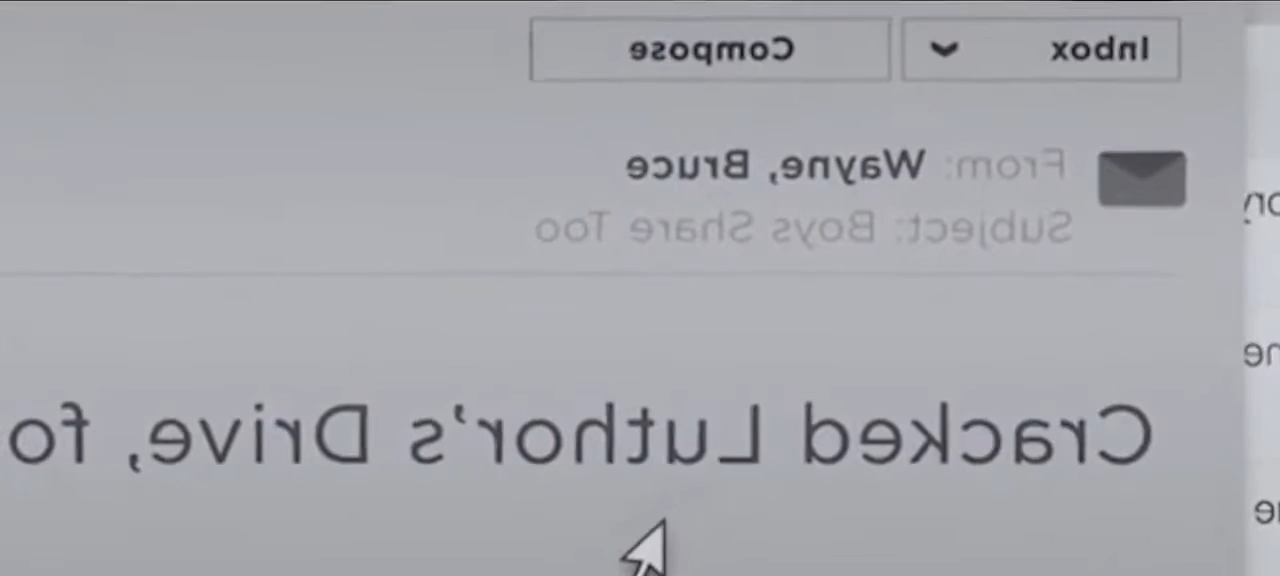 Inbox Compose
From: Wayne, Bruce
Subject: Boys Share Too
Cracked Luthor's Drive, fo